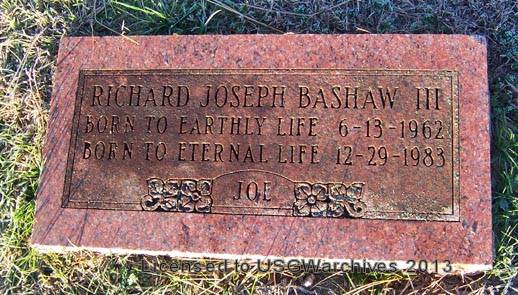 RICHARD JOSEPH BASHAW III
BORN TO EARTHLY LIFE 6-13-1962
BORN TO ETERNAL LIFE 12-29-1983
JOE
Licensed to USGWarchives 2013